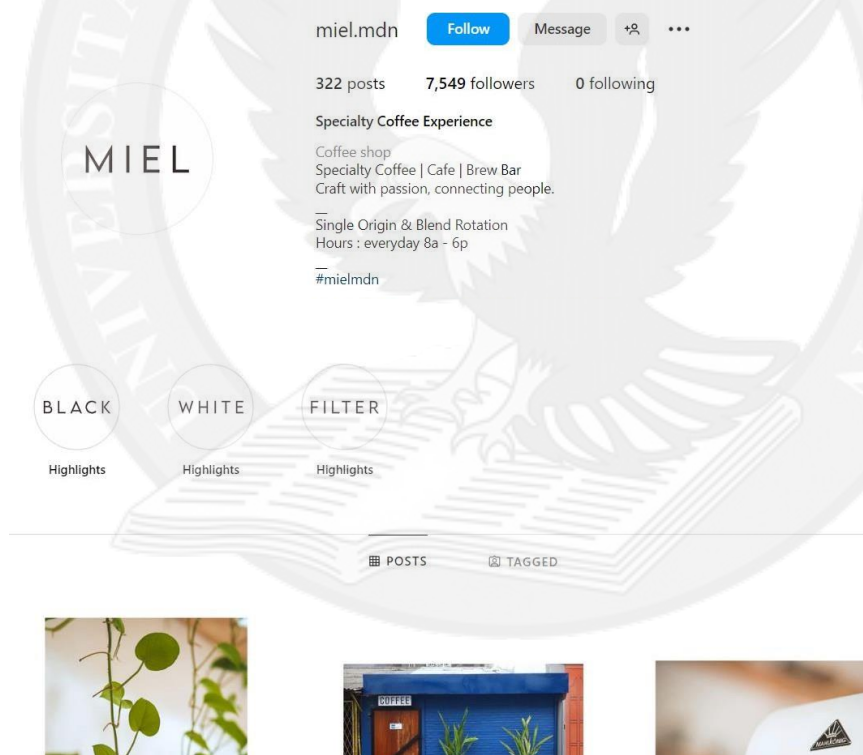 miel.mdn Follow Message
322 posts 7,549 followers 0 following
Specialty Coffee Experience
MIEL
Coffee shop
Specialty Coffee | Cafe | Brew Bar
Craft with passion, connecting people.
Single Origin & Blend Rotation
Hours : everyday 8a - 6p
#mielmdn
BLACK WHITE FILTER
Highlights Highlights Highlights
POSTS TAGGED
COFFEE